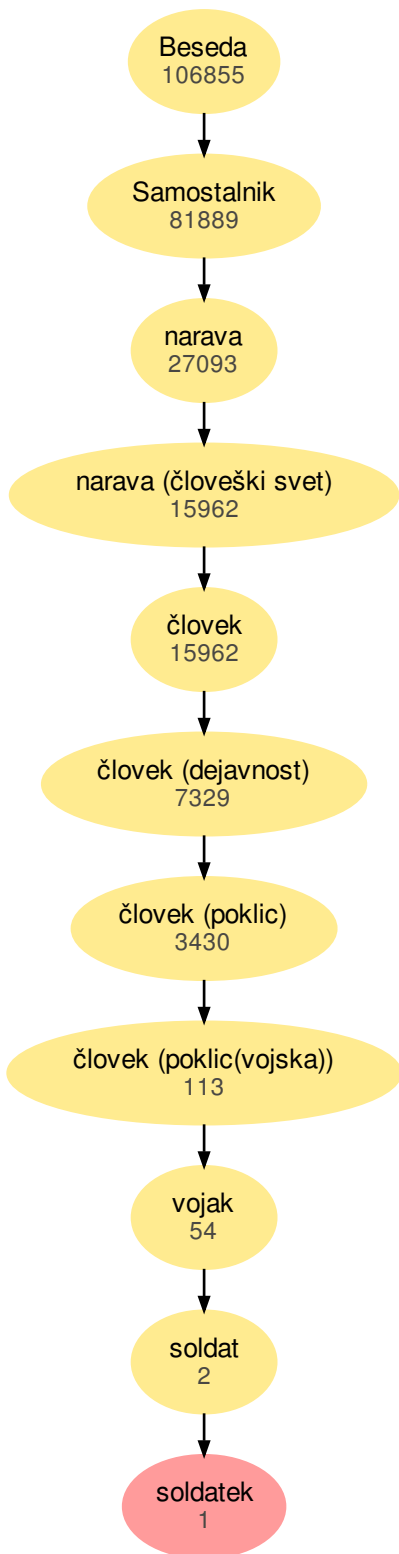 Beseda
106855
Samostalnik
81889
narava
27093
narava (človeški svet)
15962
človek
15962
človek (dejavnost)
7329
človek (poklic)
3430
človek (poklic(vojska))
113
vojak
54
soldat
2
soldatek
1